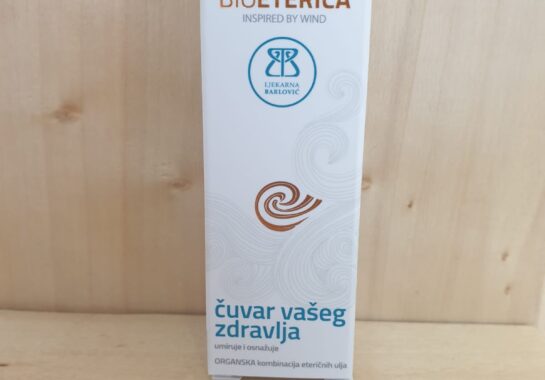 BIOETERICA
INSPIRED BY WIND
LJEKARNA
BARLOVIĆ
čuvar vašeg
zdravlja
umiruje i osnažuje
ORGANSKA kombinacija eteričnih ulja